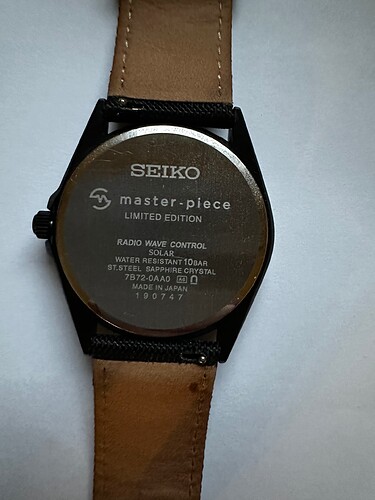 SEIKO
master-piece
LIMITED EDITION
RADIO WAVE CONTROL
SOLAR
WATER RESISTANT 10BAR
ST.STEEL SAPPHIRE CRYSTAL
7B72-0AA0
MADE IN JAPAN
190747